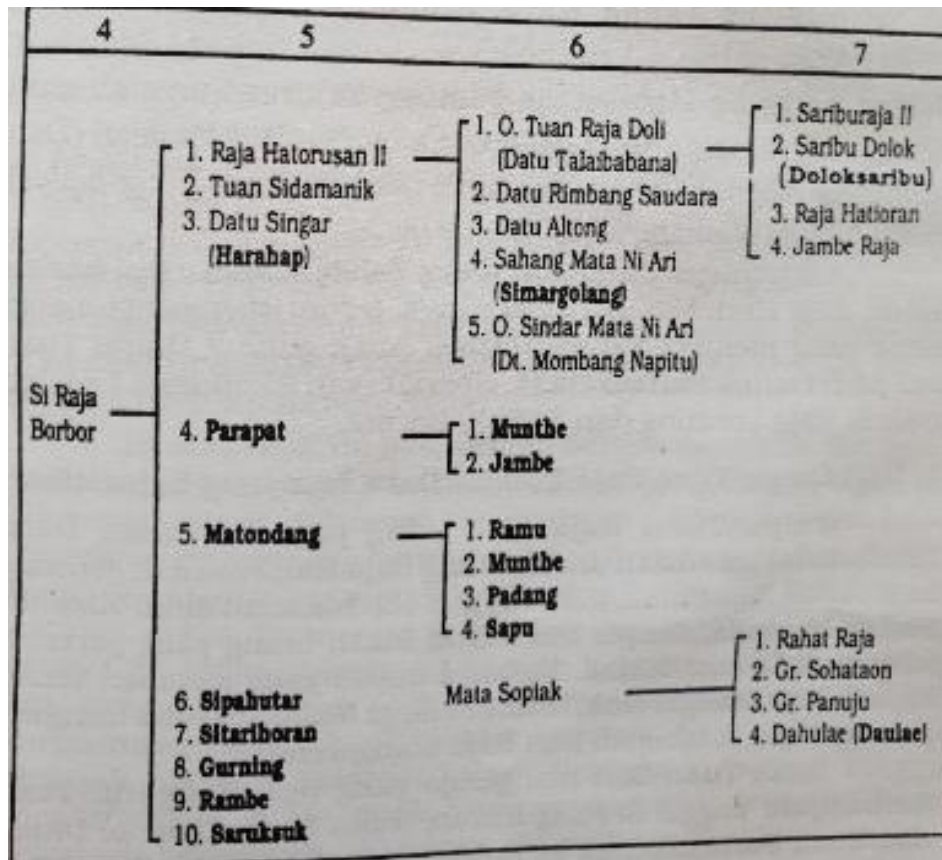 4 5 6 7
Si Raja
Borbor
1. Raja Hatorusan II
2. Tuan Sidamanik
3. Datu Singar
(Harahap)
4. Parapat
5. Matondang
6. Sipahutar
7. Sitarihoran
8. Gurning
9. Rambe
10. Saruksuk
1. O. Tuan Raja Doli
(Datu Talaibabana)
2. Datu Rimbang Saudara
3. Datu Altong
4. Sahang Mata Ni Ari
(Simargolang)
5. O. Sindar Mata Ni Ari
(Dt. Mombang Napitu)
1. Munthe
2. Jambe
1. Ramu
2. Munthe
3. Padang
4. Sapu
Mata Sopiak
1. Sariburaja II
2. Saribu Dolok
(Doloksaribu)
3. Raja Hatioran
4. Jambe Raja
1. Rahat Raja
2. Gr. Sohataon
3. Gr. Panuju
4. Dahulae (Daulae)